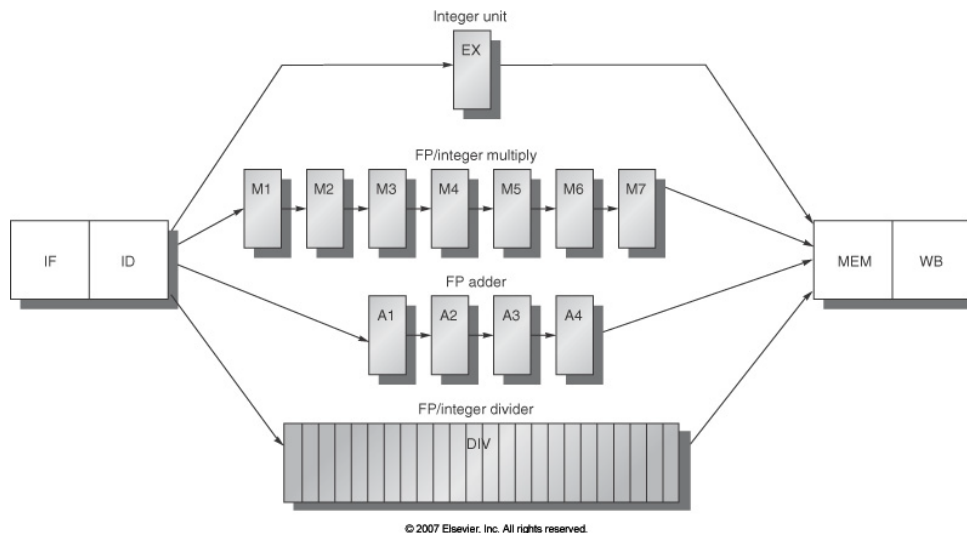 Integer unit
EX
FP/integer multiply
M1 M2 M3 M4 M5 M6 M7
IF ID MEM WB
FP adder
A1 A2 A3 A4
FP/integer divider
DIV
© 2007 Elsevier, Inc. All rights reserved.